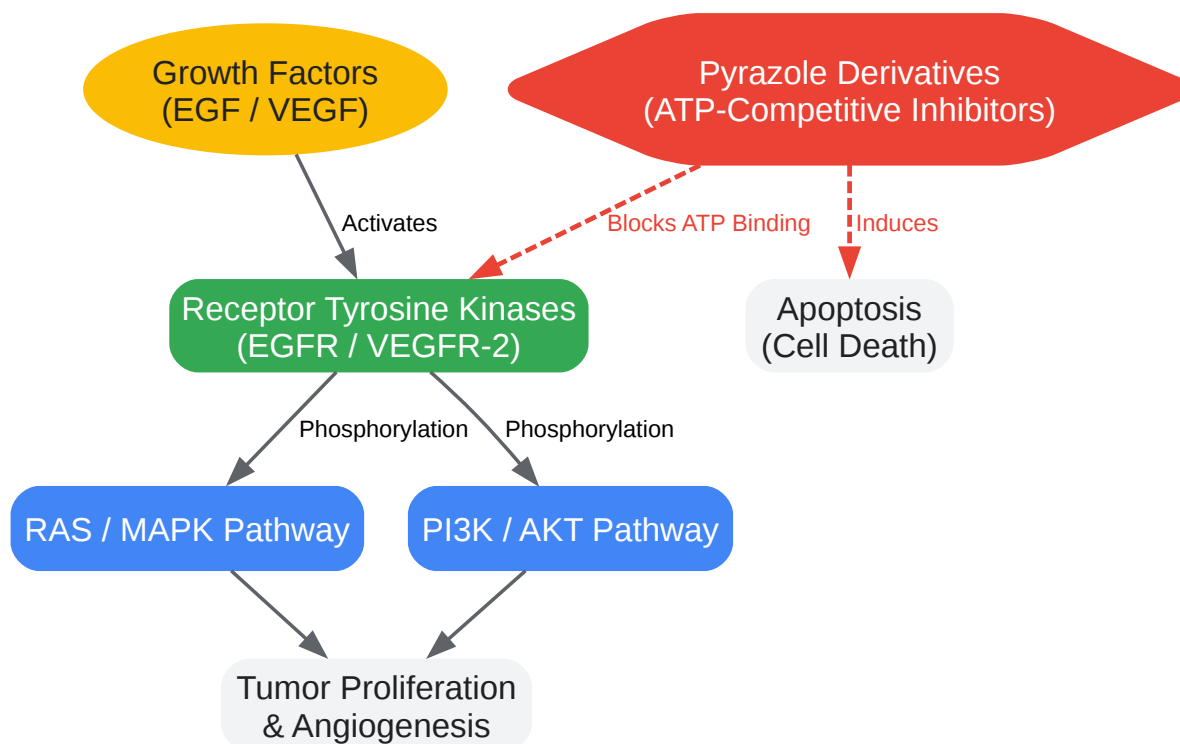 Growth Factors
(EGF / VEGF)
Pyrazole Derivatives
(ATP-Competitive Inhibitors)
Activates
Blocks ATP Binding
Induces
Receptor Tyrosine Kinases
(EGFR / VEGFR-2)
Apoptosis
(Cell Death)
Phosphorylation
Phosphorylation
RAS / MAPK Pathway
PI3K / AKT Pathway
Tumor Proliferation
& Angiogenesis